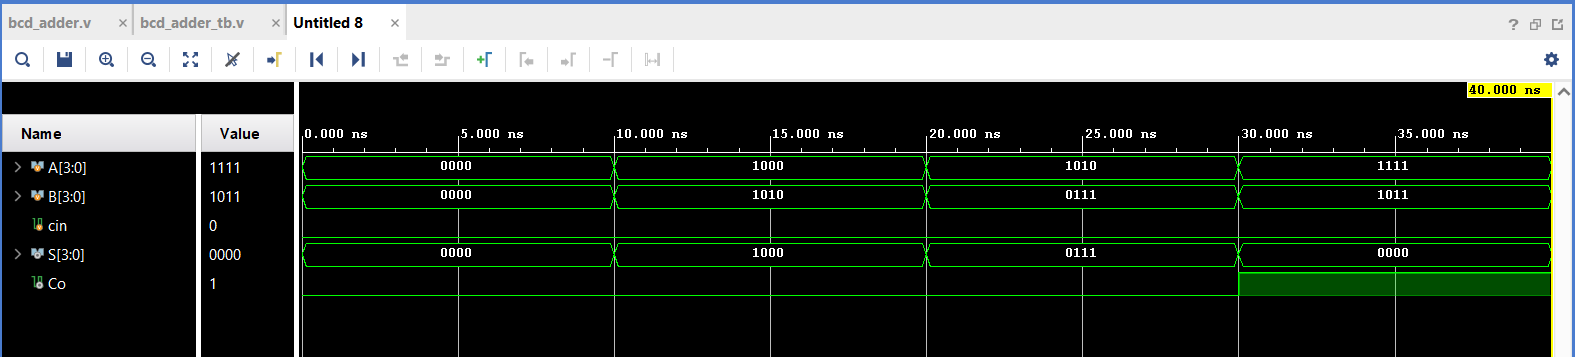 bcd_adder.v × bcd_adder_tb.v × Untitled 8 × ?
40.000 ns
Name Value
0.000 ns 5.000 ns 10.000 ns 15.000 ns 20.000 ns 25.000 ns 30.000 ns 35.000 ns
A[3:0] 1111 0000 1000 1010 1111
B[3:0] 1011 0000 1010 0111 1011
cin 0
S[3:0] 0000 0000 1000 0111 0000
Co 1